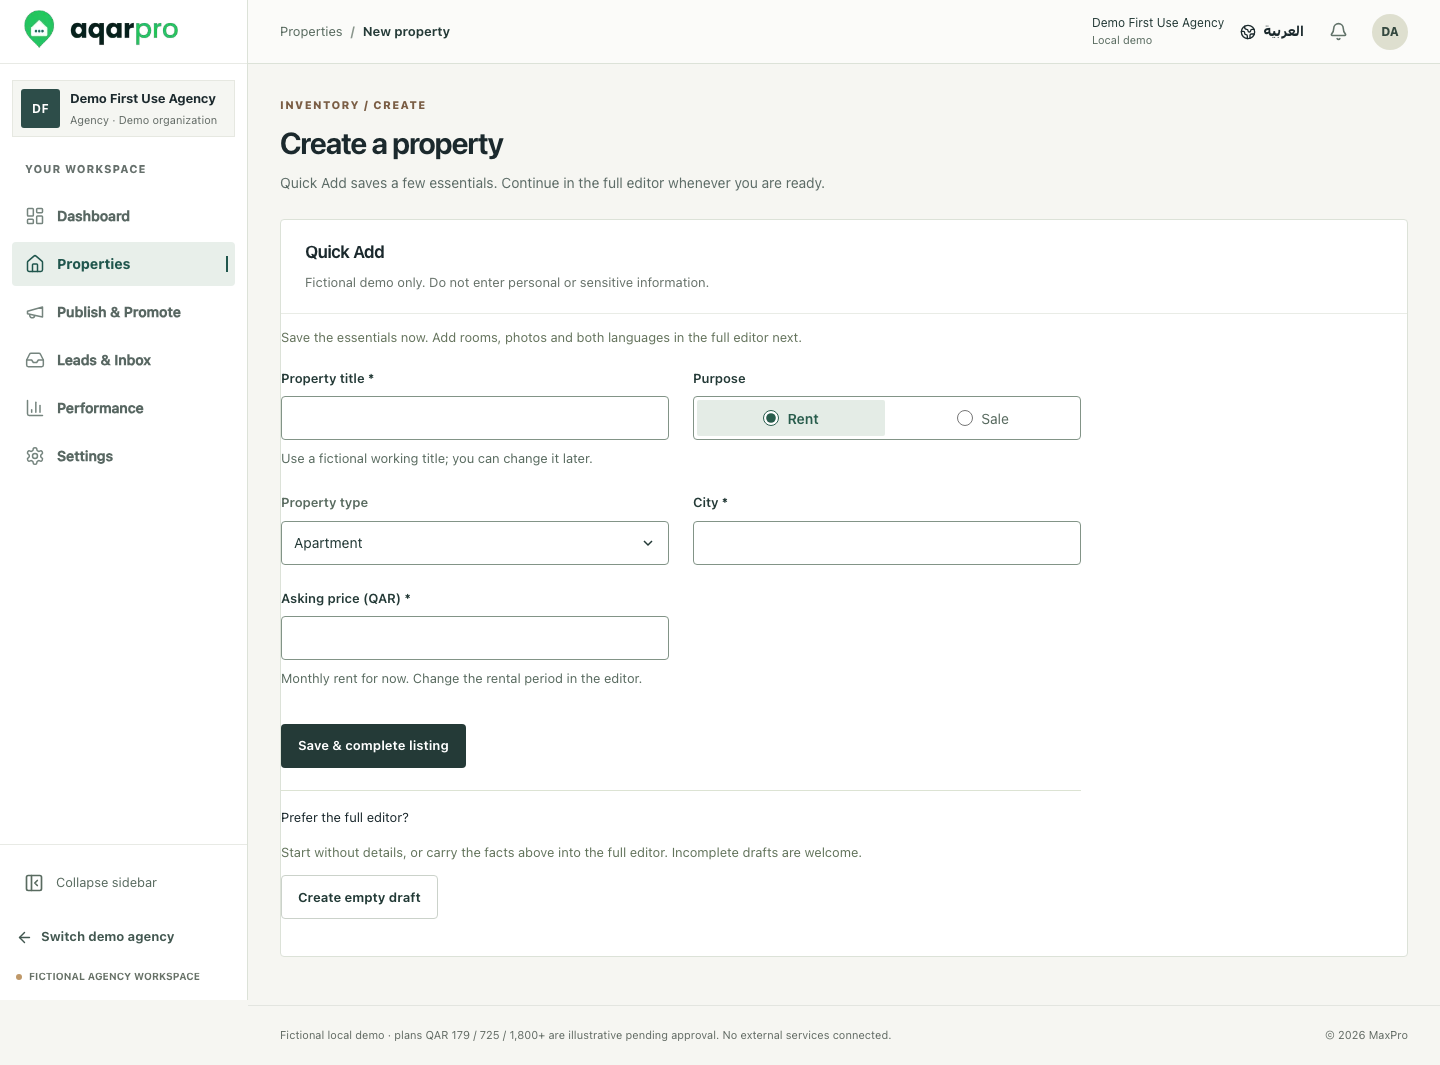 aqarpro
Properties / New property
Demo First Use Agency
Local demo
العربية
DA
DF
Demo First Use Agency
Agency · Demo organization
YOUR WORKSPACE
Dashboard
Properties
Publish & Promote
Leads & Inbox
Performance
Settings
Collapse sidebar
Switch demo agency
FICTIONAL AGENCY WORKSPACE
INVENTORY / CREATE
Create a property
Quick Add saves a few essentials. Continue in the full editor whenever you are ready.
Quick Add
Fictional demo only. Do not enter personal or sensitive information.
Save the essentials now. Add rooms, photos and both languages in the full editor next.
Property title *
Purpose
Rent
Sale
Use a fictional working title; you can change it later.
Property type
City *
Apartment
Asking price (QAR) *
Monthly rent for now. Change the rental period in the editor.
Save & complete listing
Prefer the full editor?
Start without details, or carry the facts above into the full editor. Incomplete drafts are welcome.
Create empty draft
Fictional local demo · plans QAR 179 / 725 / 1,800+ are illustrative pending approval. No external services connected.
© 2026 MaxPro